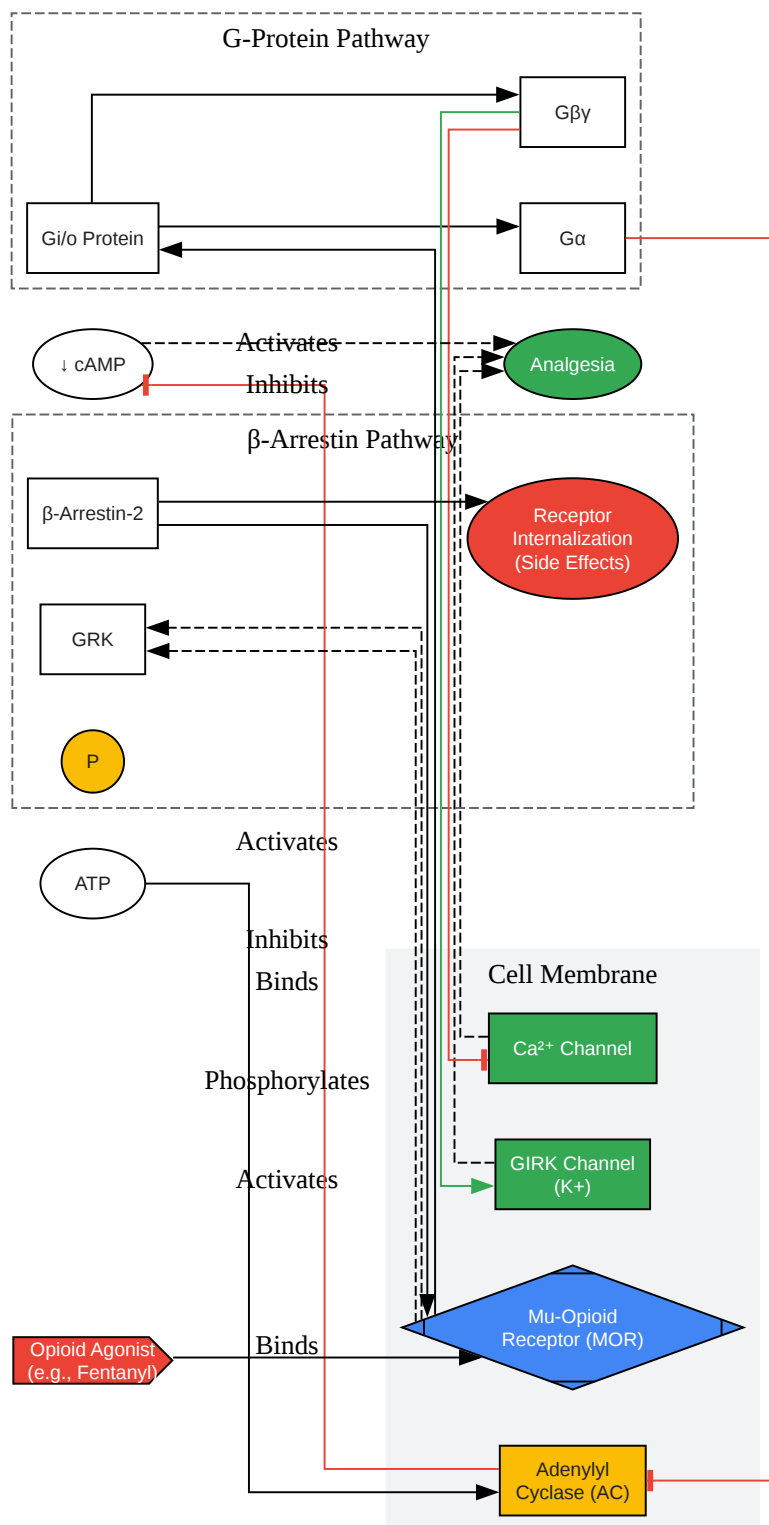 G-Protein Pathway
Gβγ
Gi/o Protein
Gα
Activates
↓ cAMP
Analgesia
Inhibits
β-Arrestin Pathway
β-Arrestin-2
Receptor
Internalization
(Side Effects)
GRK
P
Activates
ATP
Inhibits
Binds
Cell Membrane
Ca²⁺ Channel
Phosphorylates
GIRK Channel
(K+)
Activates
Mu-Opioid
Receptor (MOR)
Opioid Agonist
(e.g., Fentanyl)
Binds
Adenylyl
Cyclase (AC)